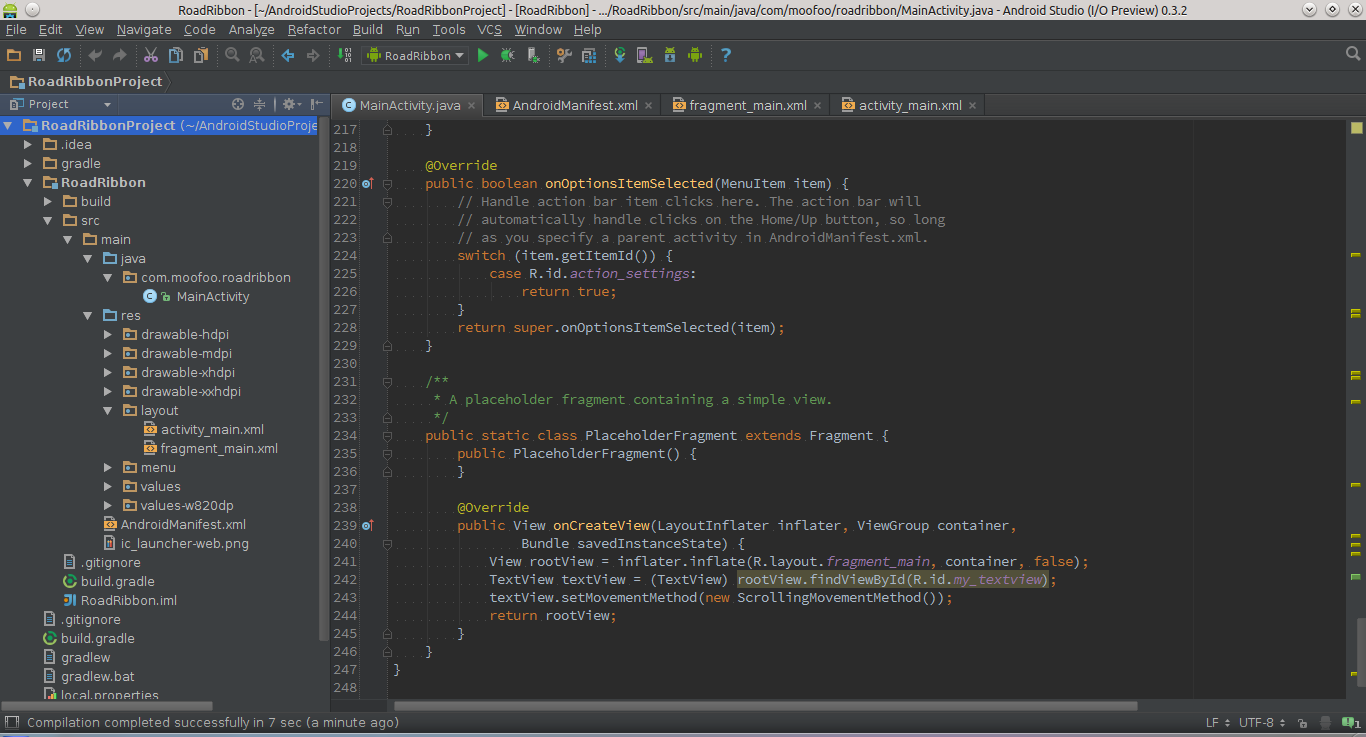 RoadRibbon - [~/AndroidStudioProjects/RoadRibbonProject] - [RoadRibbon] - .../RoadRibbon/src/main/java/com/moofoo/roadribbon/MainActivity.java - Android Studio (I/O Preview) 0.3.2
File Edit View Navigate Code Analyze Refactor Build Run Tools VCS Window Help
RoadRibbon
RoadRibbonProject
Project
MainActivity.java AndroidManifest.xml fragment_main.xml activity_main.xml
RoadRibbonProject (~/AndroidStudioProje
.idea
gradle
RoadRibbon
build
src
main
java
com.moofoo.roadribbon
MainActivity
res
drawable-hdpi
drawable-mdpi
drawable-xhdpi
drawable-xxhdpi
layout
activity_main.xml
fragment_main.xml
menu
values
values-w820dp
AndroidManifest.xml
ic_launcher-web.png
.gitignore
build.gradle
RoadRibbon.iml
.gitignore
build.gradle
gradlew
gradlew.bat
local.properties
217 }
218
219 @Override
220 public boolean onOptionsItemSelected(MenuItem item) {
221 // Handle action bar item clicks here. The action bar will
222 // automatically handle clicks on the Home/Up button, so long
223 // as you specify a parent activity in AndroidManifest.xml.
224 switch (item.getItemId()) {
225 case R.id.action_settings:
226 return true;
227 }
228 return super.onOptionsItemSelected(item);
229 }
230
231 /**
232 * A placeholder fragment containing a simple view.
233 */
234 public static class PlaceholderFragment extends Fragment {
235 public PlaceholderFragment() {
236 }
237
238 @Override
239 public View onCreateView(LayoutInflater inflater, ViewGroup container,
240 Bundle savedInstanceState) {
241 View rootView = inflater.inflate(R.layout.fragment_main, container, false);
242 TextView textView = (TextView) rootView.findViewById(R.id.my_textview);
243 textView.setMovementMethod(new ScrollingMovementMethod());
244 return rootView;
245 }
246 }
247 }
248
Compilation completed successfully in 7 sec (a minute ago)
LF UTF-8 1